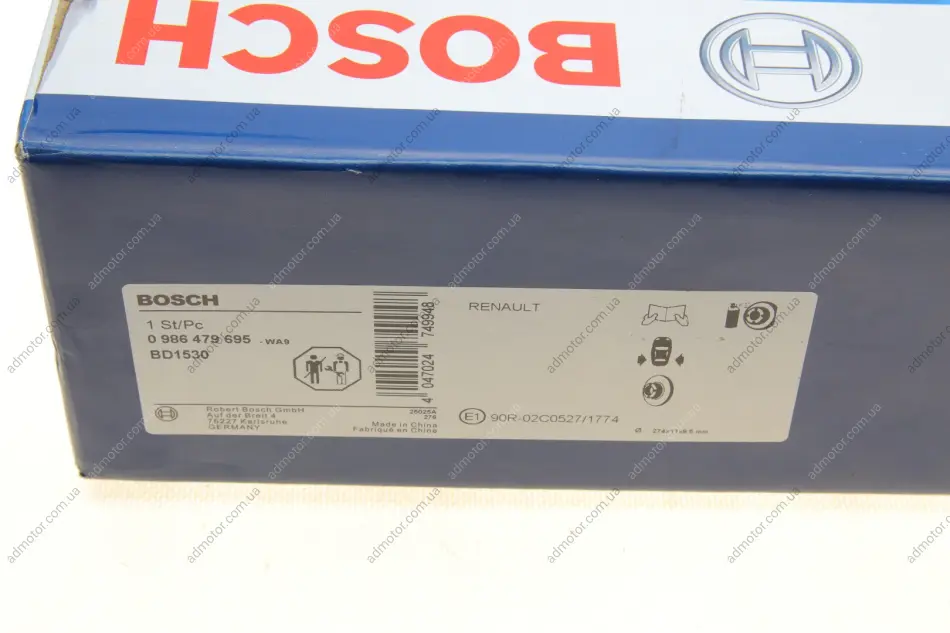 BOSCH
BOSCH
1 St/Pc
0 986 479 695 -WA9
BD1530
4 047024 749948
RENAULT
Robert Bosch GmbH
Auf der Breit 4
76227 Karlsruhe
GERMANY
274
Made in China
Fabriqué en Chine
E1 90R-02C0527/1774
admotor.com.ua